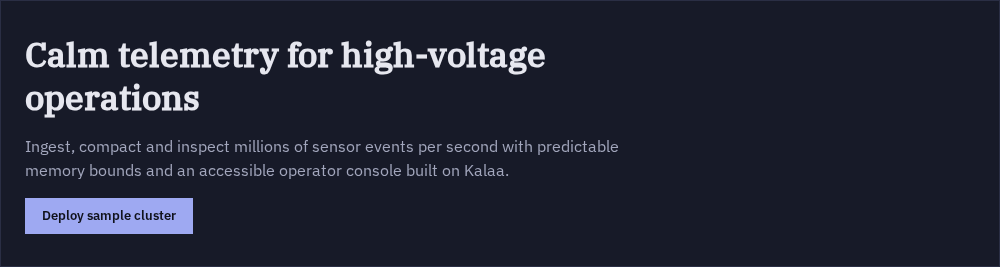 Calm telemetry for high-voltage
operations
Ingest, compact and inspect millions of sensor events per second with predictable
memory bounds and an accessible operator console built on Kalaa.
Deploy sample cluster